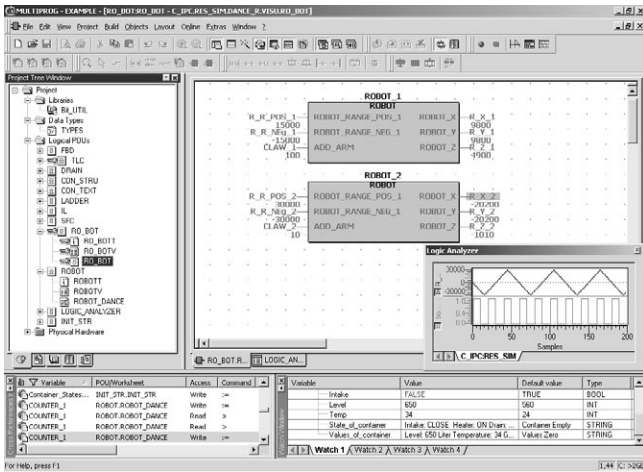 MULTIPROG - EXAMPLE - [RO_BOT:RO_BOT - C_IPC.RES_SIM.DANCE_R.VISU.RO_BOT]
File Edit View Project Build Objects Layout Online Extras Window ?
Project Tree Window
Project
Libraries
Bit_UTIL
Data Types
TYPES
Logical POUs
FBD
TLC
DRAIN
CON_STRU
CON_TEXT
LADDER
IL
SFC
RO_BOT
RO_BOTT
RO_BOTV
RO_BOT
ROBOT
ROBOTT
ROBOTV
ROBOT_DANCE
LOGIC_ANALYZER
INIT_STR
Physical Hardware
ROBOT_1
ROBOT
R_R_POS_1 ROBOT_RANGE_POS_1 ROBOT_X R_X_1
15000 9800
R_R_NEg_1 ROBOT_RANGE_NEG_1 ROBOT_Y R_Y_1
-15000 9800
CLAW_1 ADD_ARM ROBOT_Z R_Z_1
100 4900
ROBOT_2
ROBOT
R_R_POS_2 ROBOT_RANGE_POS_1 ROBOT_X R_X_2
30000 -20200
R_R_NEg_2 ROBOT_RANGE_NEG_1 ROBOT_Y R_Y_2
-30000 -20200
CLAW_2 ADD_ARM ROBOT_Z R_Z_2
10 -1010
Logic Analyzer
30000
0
-30000
1.0
0.4
0 50 100 150 200
Samples
C_IPC:RES_SIM
RO_BOT:R... LOGIC_AN...
Variable POU/Worksheet Access Command
Container_States... INIT_STR.INIT_STR Write :=
COUNTER_1 ROBOT.ROBOT_DANCE Write :=
COUNTER_1 ROBOT.ROBOT_DANCE Read >
COUNTER_1 ROBOT.ROBOT_DANCE Read >
COUNTER_1 ROBOT.ROBOT_DANCE Write :=
Variable Value Default value Type
Intake FALSE TRUE BOOL
Level 650 560 INT
Temp 34 24 INT
State_of_container Intake: CLOSE Heater: ON Drain: ... Container Empty STRING
Values_of_container Level: 650 Liter Temperature: 34 G... Values Zero STRING
Watch 1 Watch 2 Watch 3 Watch 4
For Help, press F1